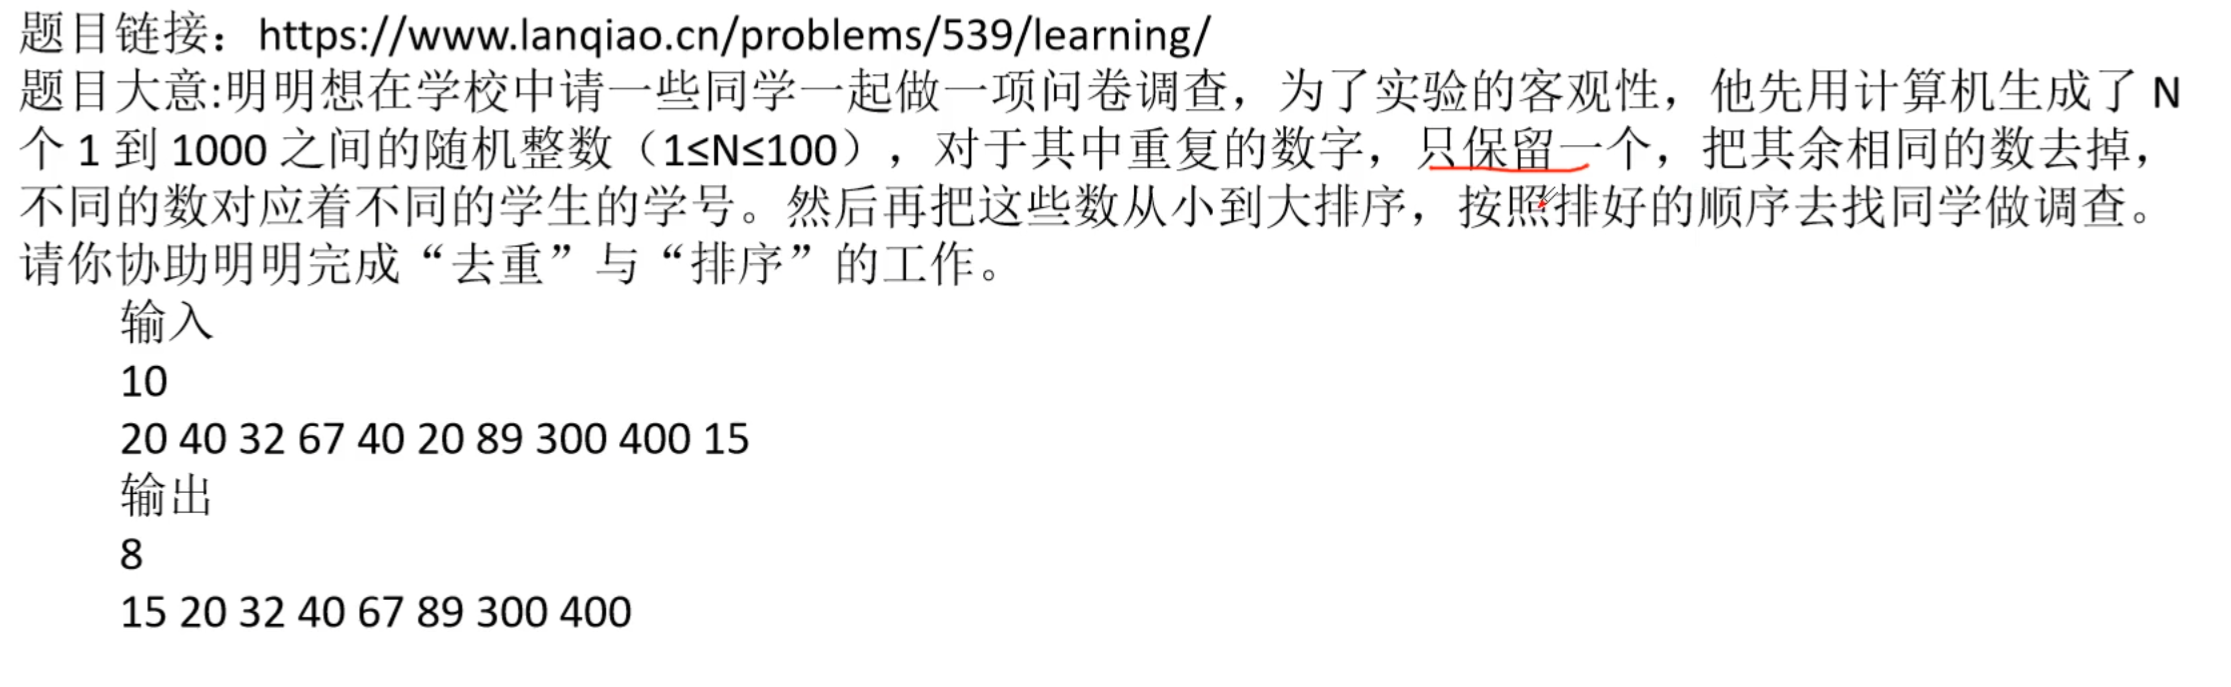 题目链接：https://www.lanqiao.cn/problems/539/learning/
题目大意:明明想在学校中请一些同学一起做一项问卷调查，为了实验的客观性，他先用计算机生成了 N
个 1 到 1000 之间的随机整数（1≤N≤100），对于其中重复的数字，只保留一个，把其余相同的数去掉，
不同的数对应着不同的学生的学号。然后再把这些数从小到大排序，按照排好的顺序去找同学做调查。
请你协助明明完成“去重”与“排序”的工作。
输入
10
20 40 32 67 40 20 89 300 400 15
输出
8
15 20 32 40 67 89 300 400